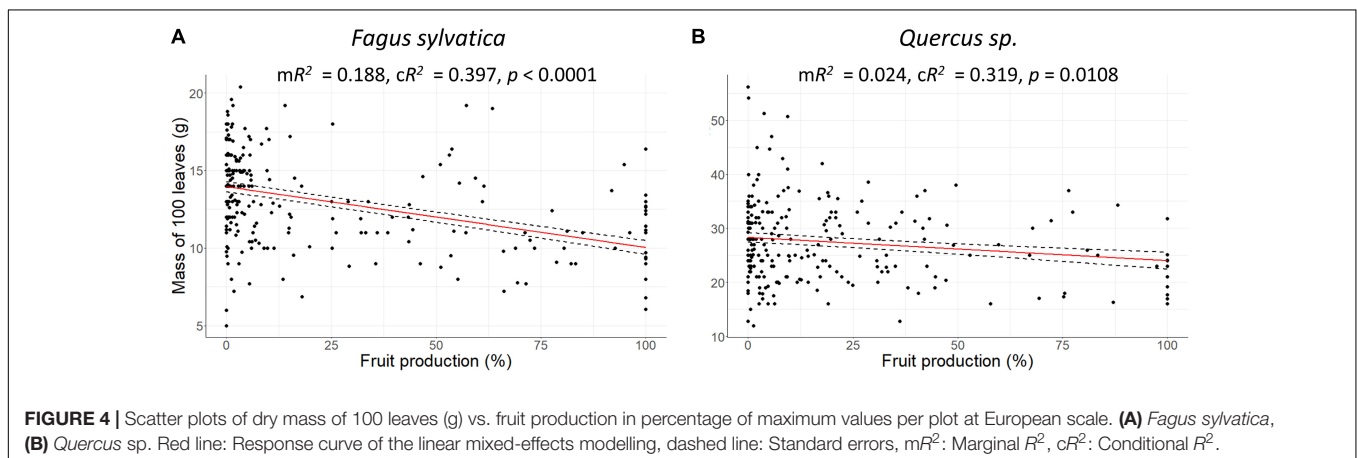 A
Fagus sylvatica
mR² = 0.188, cR² = 0.397, p < 0.0001
Mass of 100 leaves (g)
20
15
10
5
0
25
50
75
100
Fruit production (%)
B
Quercus sp.
mR² = 0.024, cR² = 0.319, p = 0.0108
50
40
30
20
10
0
25
50
75
100
Fruit production (%)
FIGURE 4 | Scatter plots of dry mass of 100 leaves (g) vs. fruit production in percentage of maximum values per plot at European scale. (A) Fagus sylvatica,
(B) Quercus sp. Red line: Response curve of the linear mixed-effects modelling, dashed line: Standard errors, mR²: Marginal R², cR²: Conditional R².